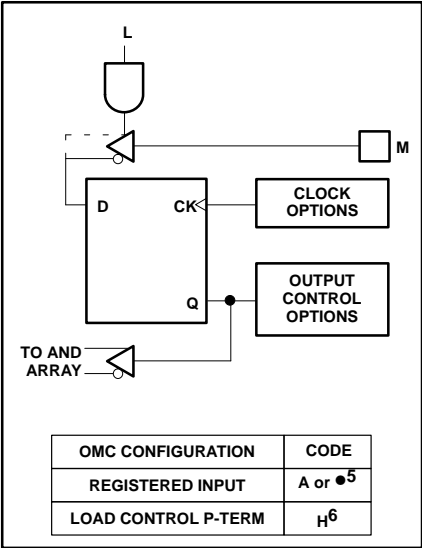 L
M
D
CK
CLOCK
OPTIONS
Q
OUTPUT
CONTROL
OPTIONS
TO AND
ARRAY
OMC CONFIGURATION CODE
REGISTERED INPUT A or ●5
LOAD CONTROL P-TERM H6